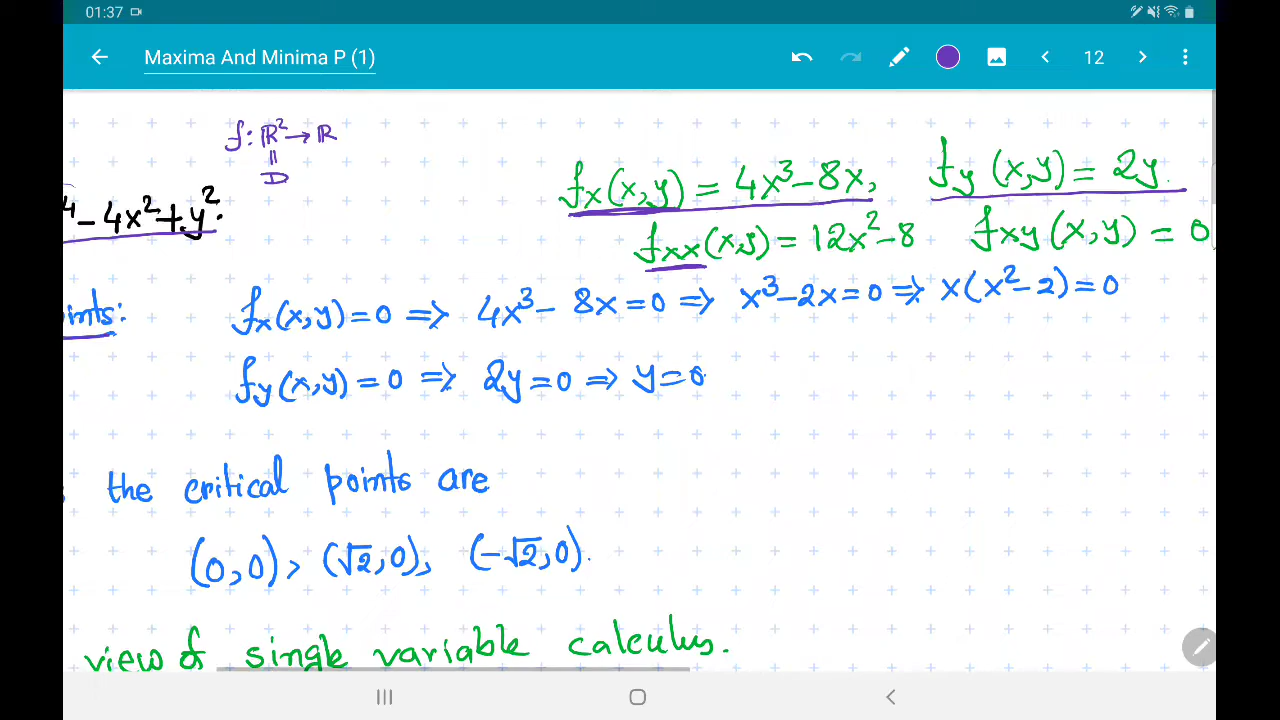 01:37
Maxima And Minima P (1)
12
f: ℝ² → ℝ
=
D
⁴ - 4x² + y².
fx(x,y) = 4x³ - 8x, fy(x,y) = 2y.
fxx(x,y) = 12x² - 8 fxy(x,y) = 0
ints: fx(x,y) = 0 ⇒ 4x³ - 8x = 0 ⇒ x³ - 2x = 0 ⇒ x(x² - 2) = 0
fy(x,y) = 0 ⇒ 2y = 0 ⇒ y = 0
the critical points are
(0,0), (√2,0), (-√2,0).
view of single variable calculus.